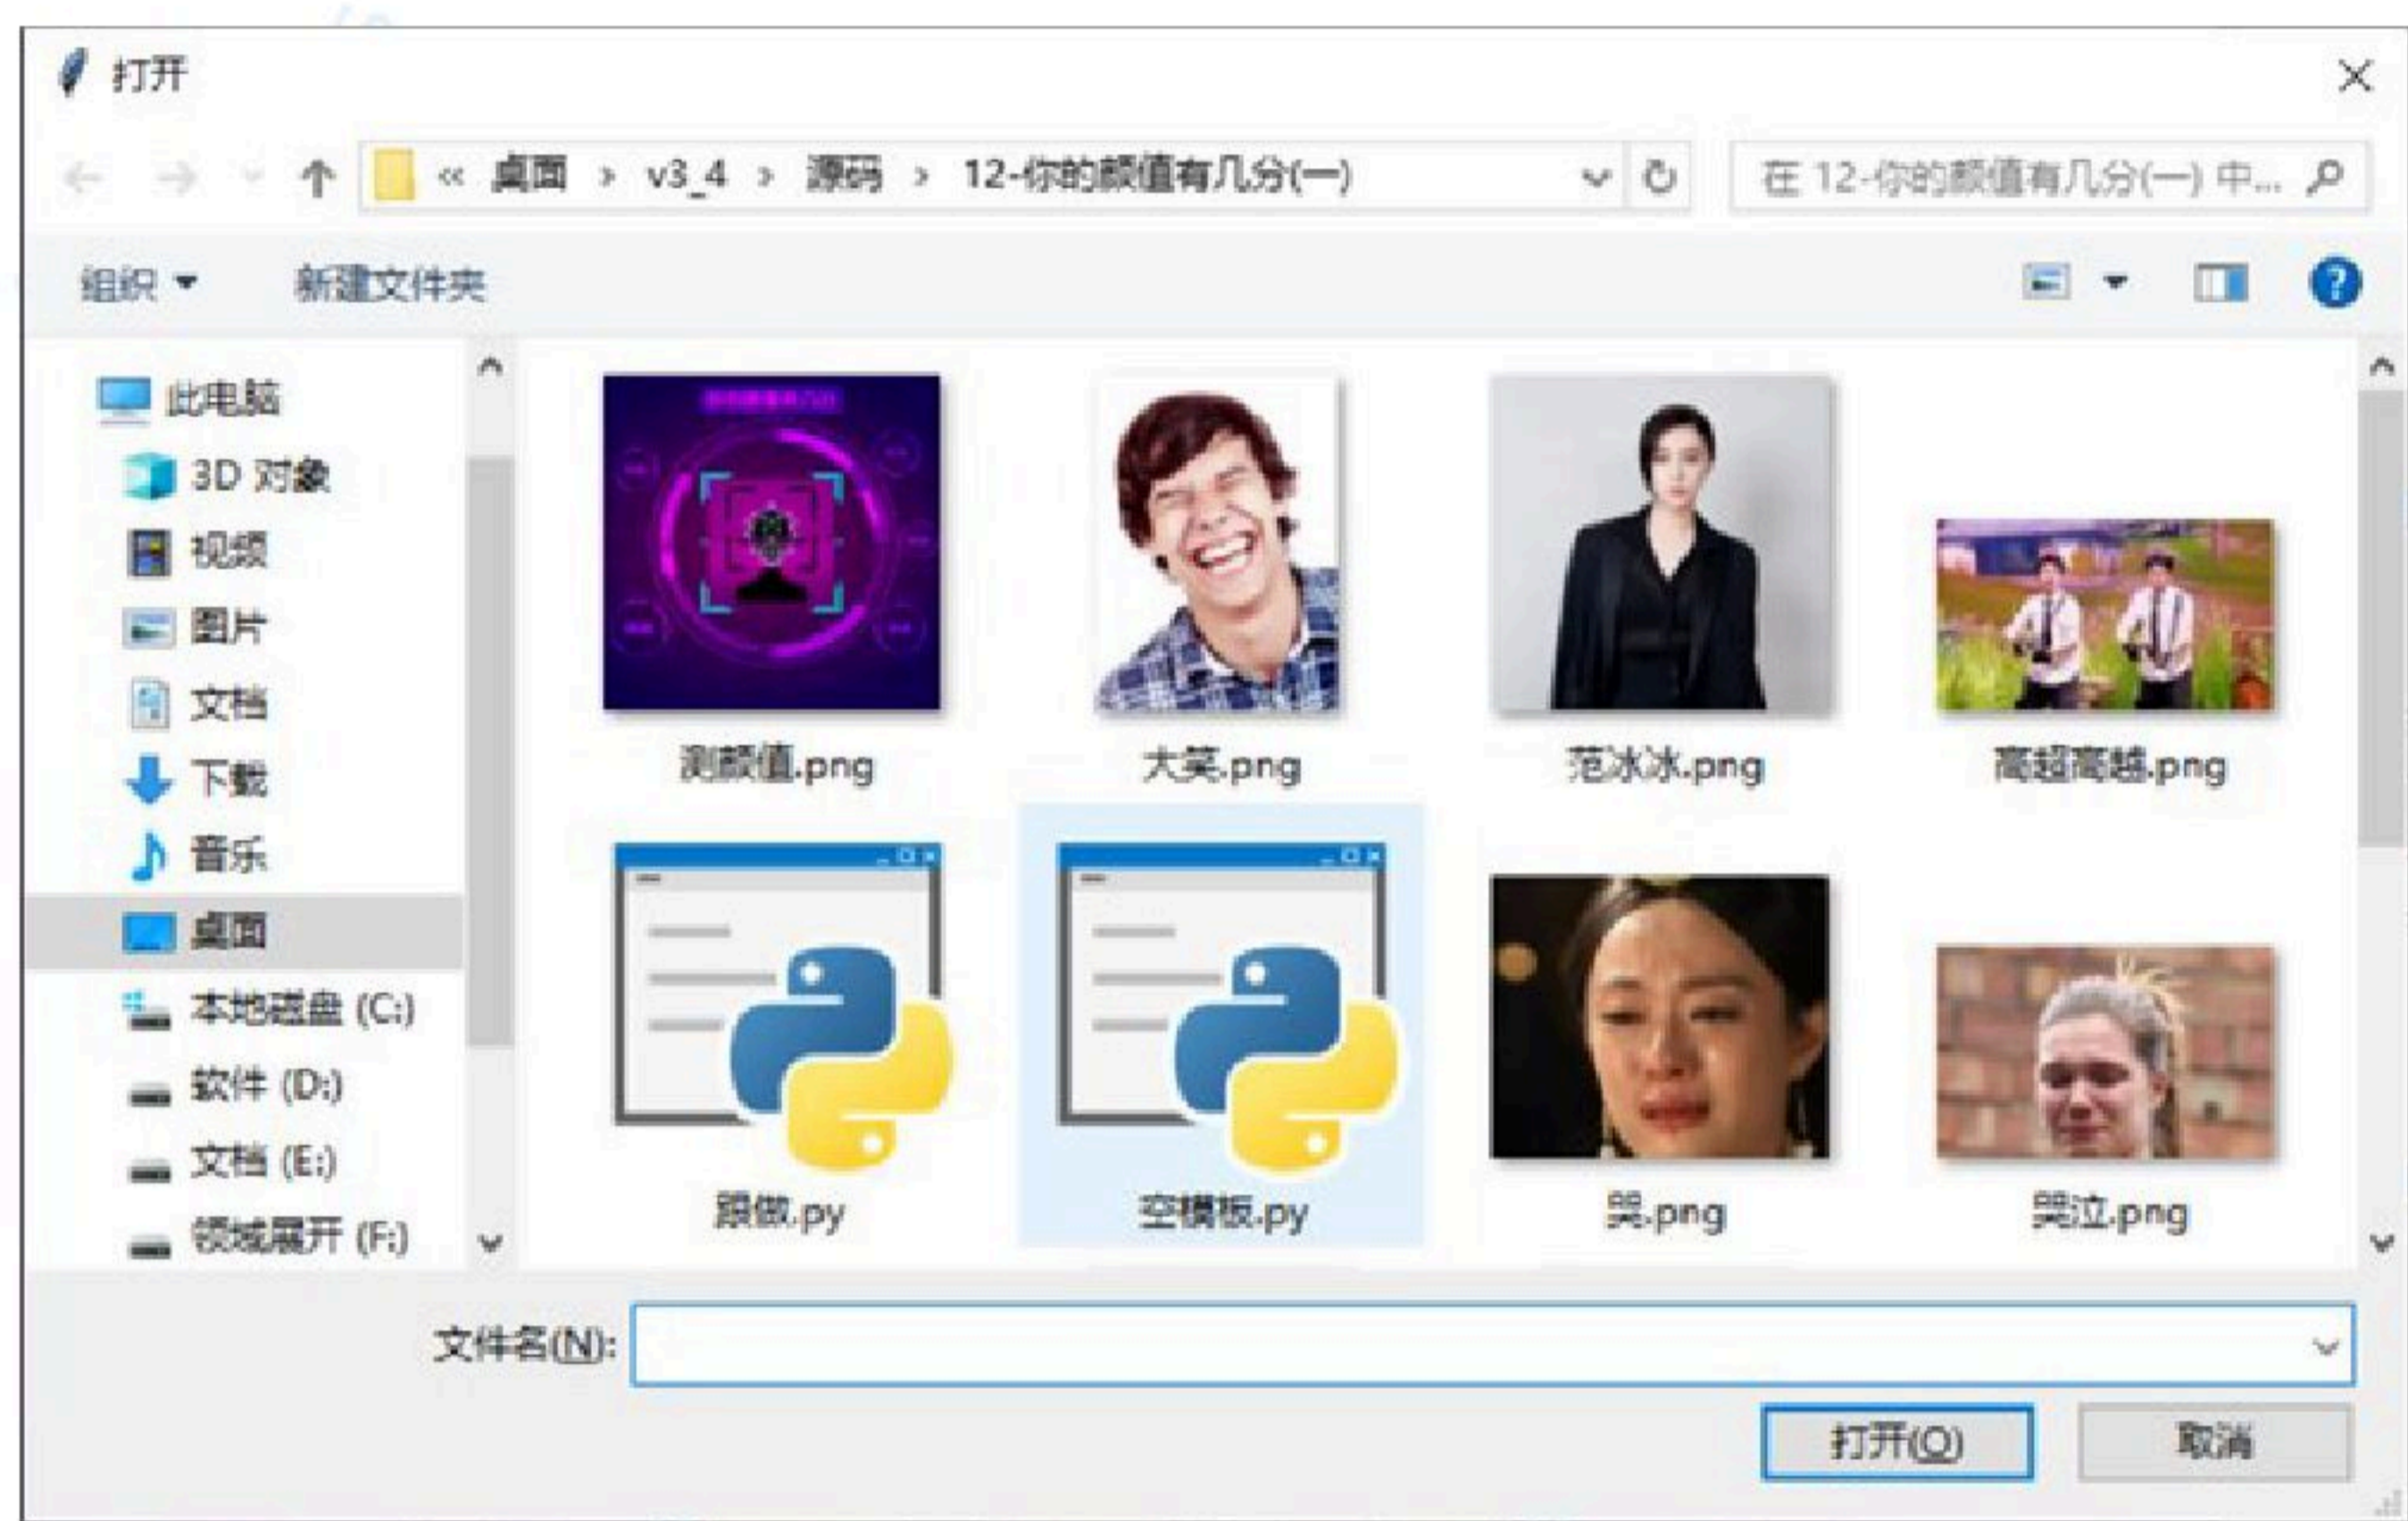 打开
« 桌面 › v3_4 › 源码 › 12-你的颜值有几分(一)
在 12-你的颜值有几分(一) 中...
组织
新建文件夹
此电脑
3D 对象
视频
图片
文档
下载
音乐
桌面
本地磁盘 (C:)
软件 (D:)
文档 (E:)
领域展开 (F:)
测颜值.png
大笑.png
范冰冰.png
高超高越.png
跟做.py
空模板.py
哭.png
哭泣.png
文件名(N):
打开(O)
取消